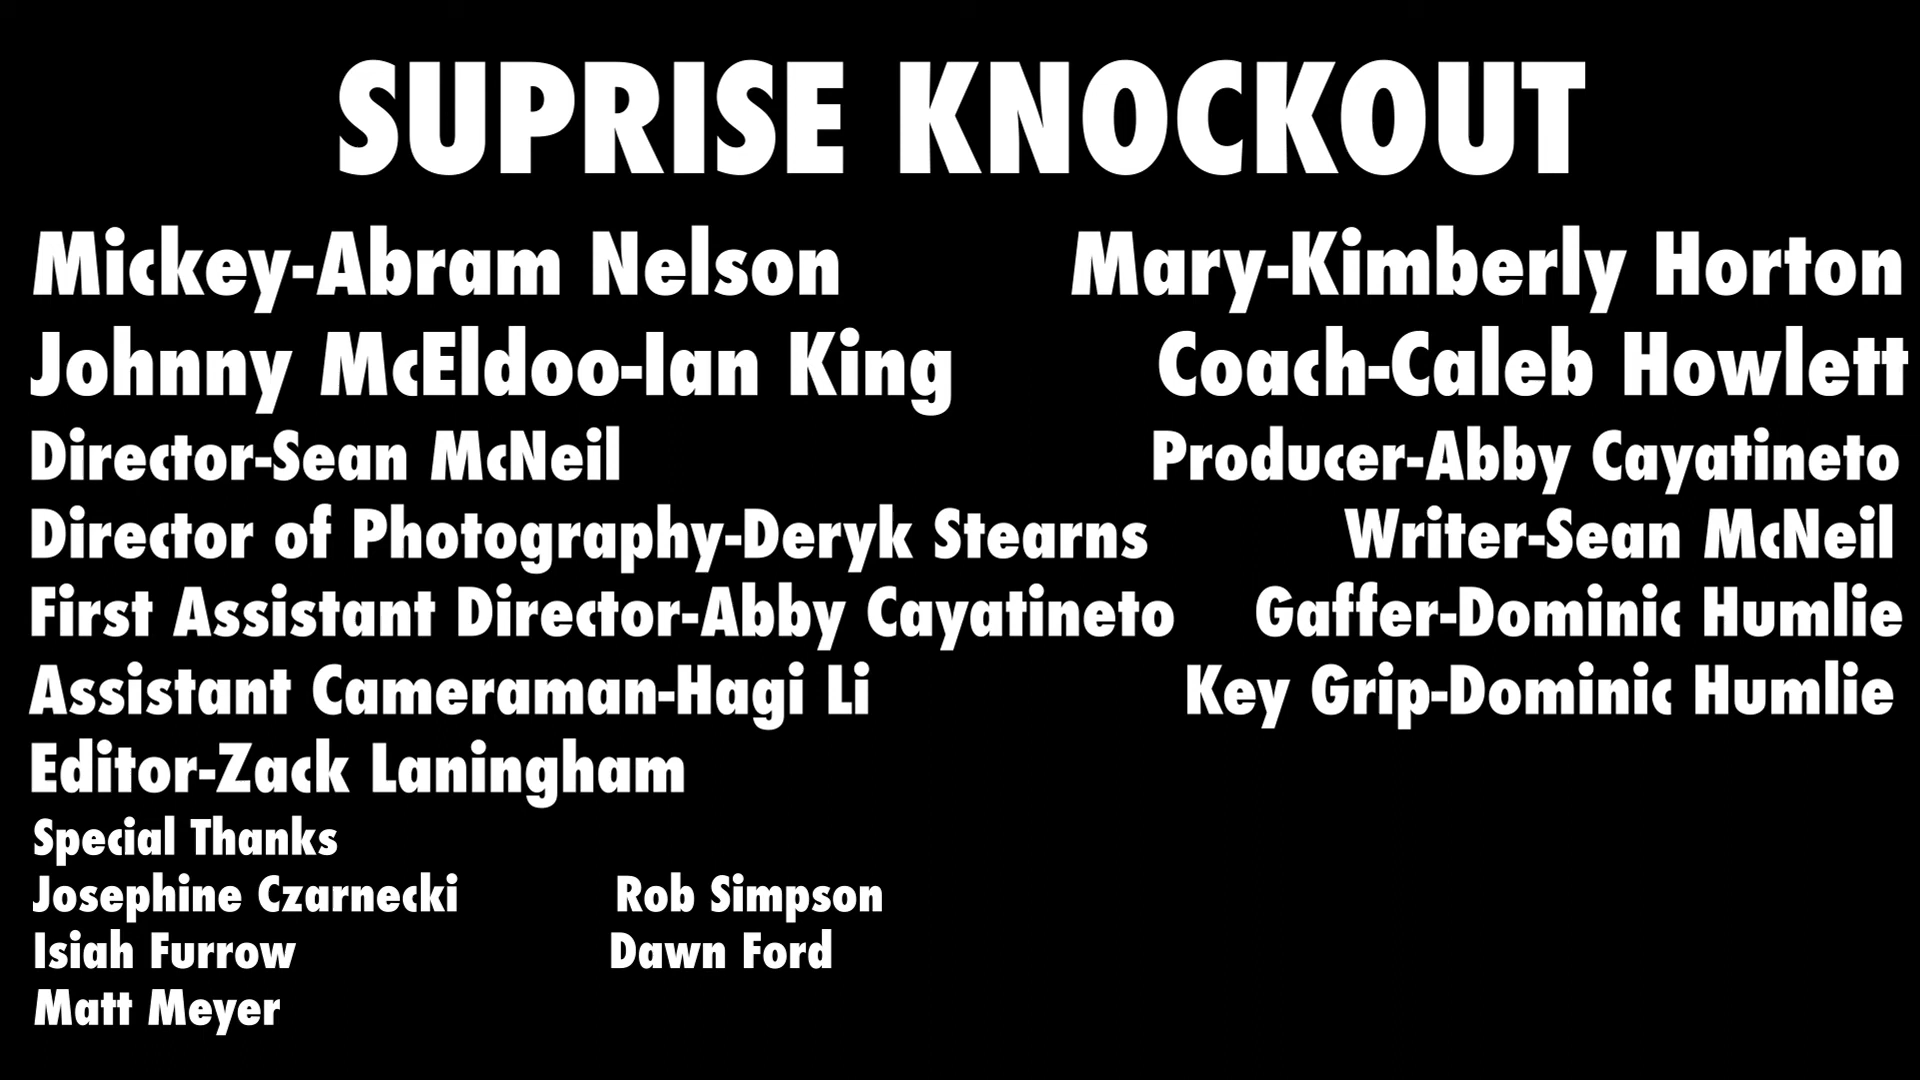 SUPRISE KNOCKOUT
Mickey-Abram Nelson Mary-Kimberly Horton
Johnny McEldoo-Ian King Coach-Caleb Howlett
Director-Sean McNeil Producer-Abby Cayatineto
Director of Photography-Deryk Stearns Writer-Sean McNeil
First Assistant Director-Abby Cayatineto Gaffer-Dominic Humlie
Assistant Cameraman-Hagi Li Key Grip-Dominic Humlie
Editor-Zack Laningham
Special Thanks
Josephine Czarnecki Rob Simpson
Isiah Furrow Dawn Ford
Matt Meyer